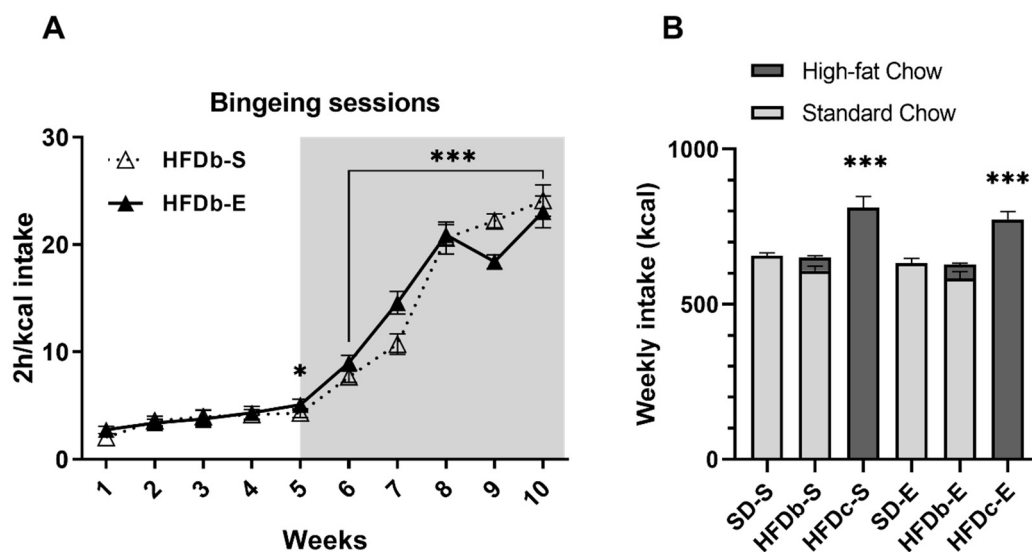 A
Bingeing sessions
HFDb-S
HFDb-E
2h/kcal intake
30
20
10
0
*
***
1 2 3 4 5 6 7 8 9 10
Weeks
B
High-fat Chow
Standard Chow
Weekly intake (kcal)
1000
500
0
***
***
SD-S HFDb-S HFDc-S SD-E HFDb-E HFDc-E